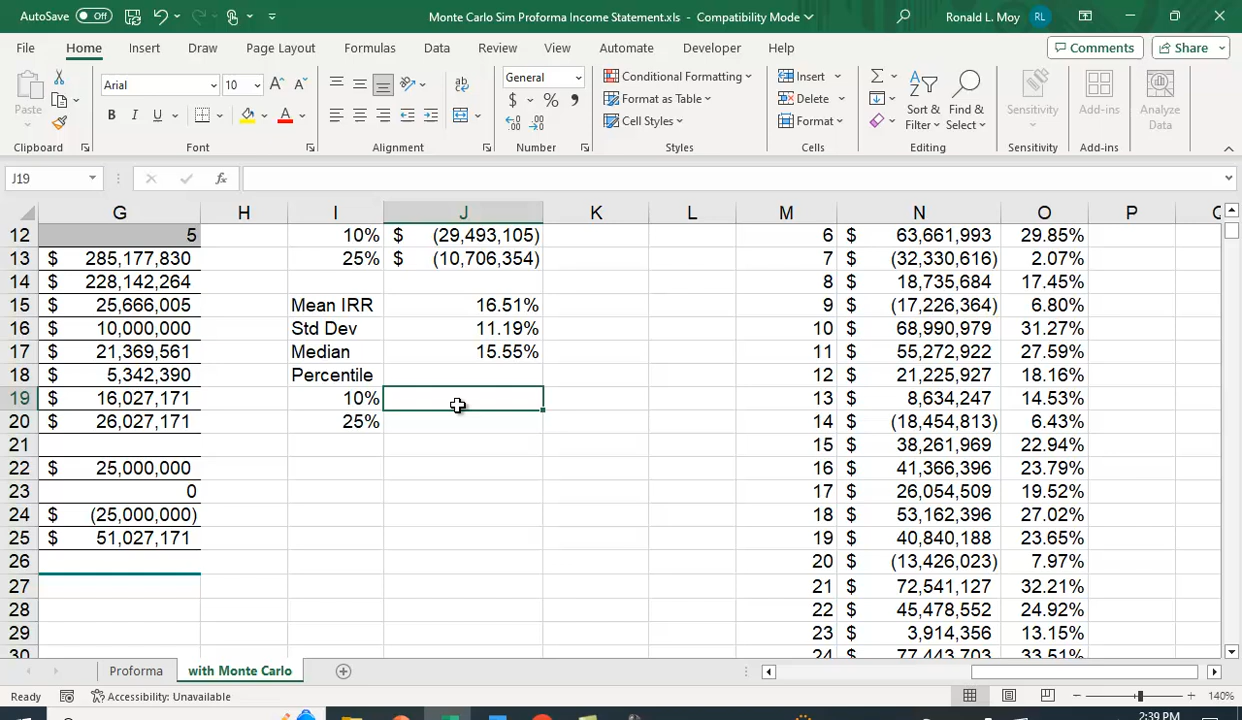 AutoSave Off Monte Carlo Sim Proforma Income Statement.xls - Compatibility Mode Ronald L. Moy RL
File Home Insert Draw Page Layout Formulas Data Review View Automate Developer Help Comments Share
Paste Arial 10 A A ab General Conditional Formatting Insert Σ Sort & Filter Find & Select Sensitivity Add-ins Analyze Data
B I U A $ % , Format as Table Delete
Cell Styles Format
Clipboard Font Alignment Number Styles Cells Editing Sensitivity Add-ins Analysis
J19 fx
G H I J K L M N O P
12 5 10% $ (29,493,105) 6 $ 63,661,993 29.85%
13 $ 285,177,830 25% $ (10,706,354) 7 $ (32,330,616) 2.07%
14 $ 228,142,264 8 $ 18,735,684 17.45%
15 $ 25,666,005 Mean IRR 16.51% 9 $ (17,226,364) 6.80%
16 $ 10,000,000 Std Dev 11.19% 10 $ 68,990,979 31.27%
17 $ 21,369,561 Median 15.55% 11 $ 55,272,922 27.59%
18 $ 5,342,390 Percentile 12 $ 21,225,927 18.16%
19 $ 16,027,171 10% 13 $ 8,634,247 14.53%
20 $ 26,027,171 25% 14 $ (18,454,813) 6.43%
21 15 $ 38,261,969 22.94%
22 $ 25,000,000 16 $ 41,366,396 23.79%
23 0 17 $ 26,054,509 19.52%
24 $ (25,000,000) 18 $ 53,162,396 27.02%
25 $ 51,027,171 19 $ 40,840,188 23.65%
26 20 $ (13,426,023) 7.97%
27 21 $ 72,541,127 32.21%
28 22 $ 45,478,552 24.92%
29 23 $ 3,914,356 13.15%
30 24 $ 77,443,703 33.51%
Proforma with Monte Carlo
Ready Accessibility: Unavailable 140%
2:39 PM